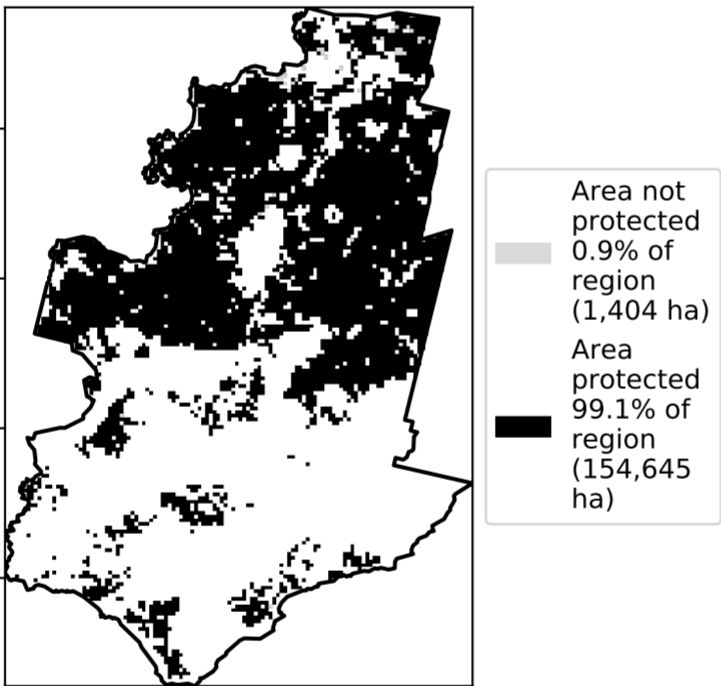 Area not
protected
0.9% of
region
(1,404 ha)
Area
protected
99.1% of
region
(154,645
ha)